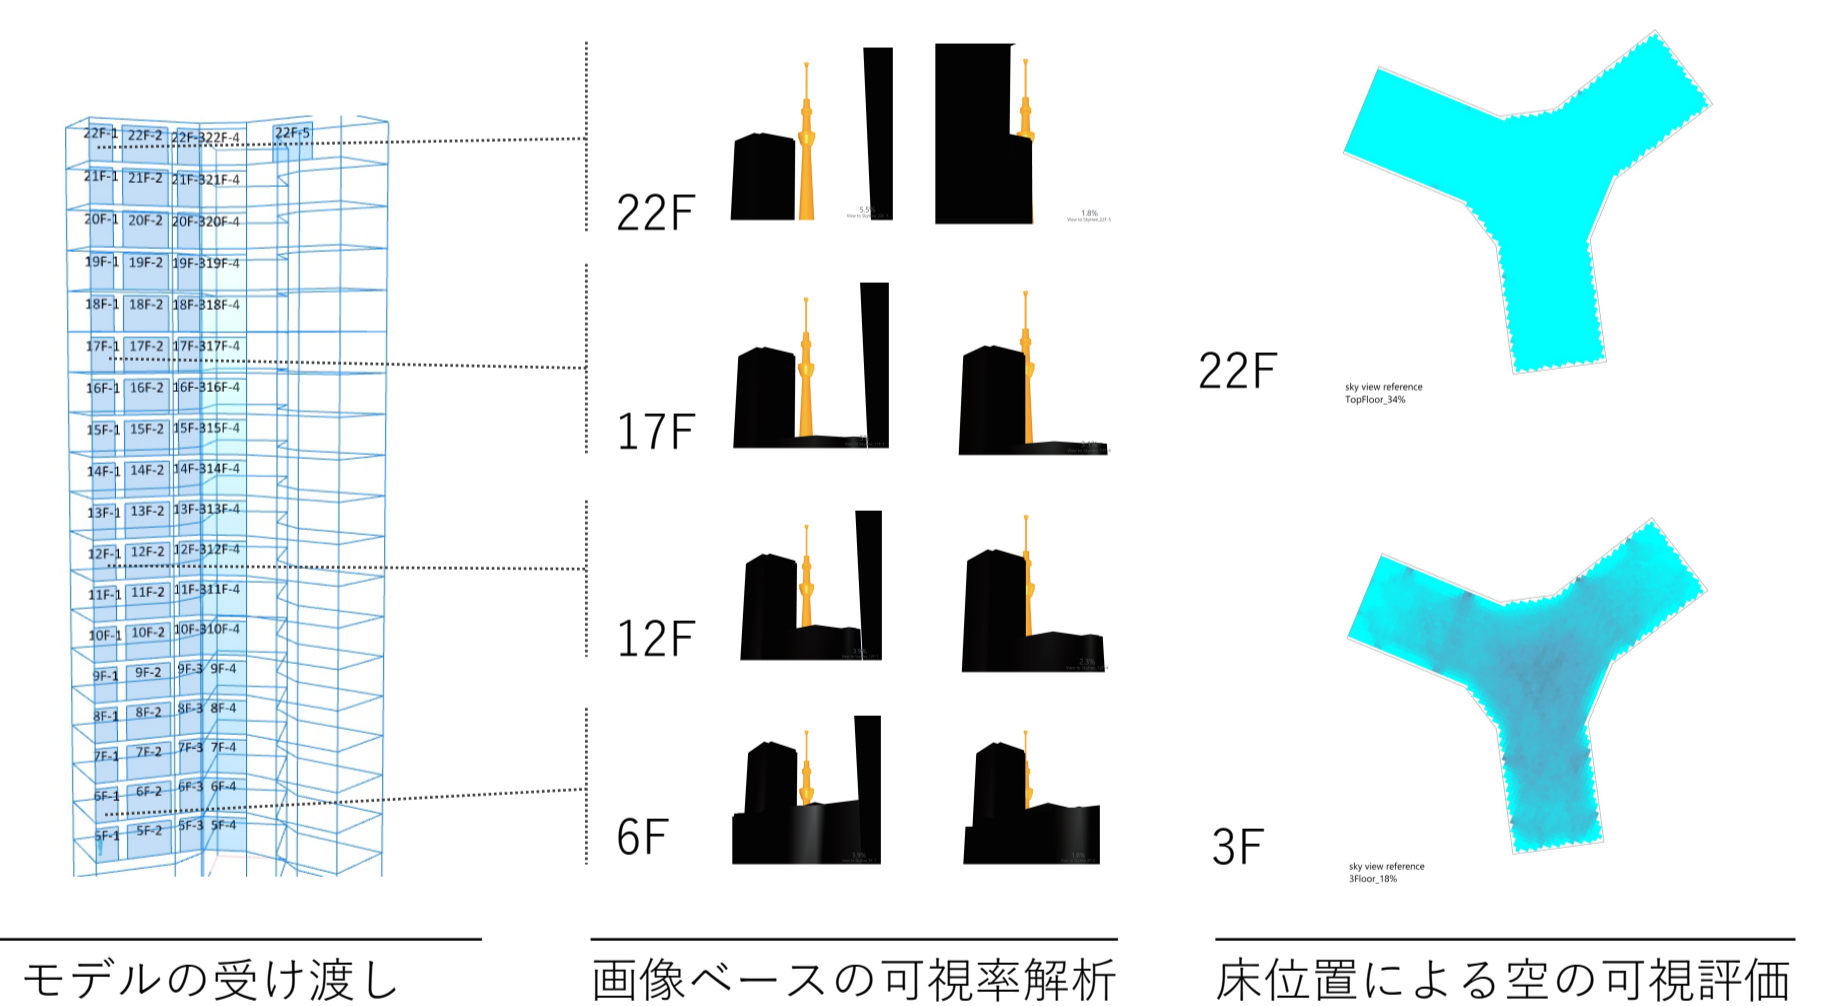 22F-1 22F-2 22F-3 22F-4 22F-5
21F-1 21F-2 21F-3 21F-4
20F-1 20F-2 20F-3 20F-4
19F-1 19F-2 19F-3 19F-4
18F-1 18F-2 18F-3 18F-4
17F-1 17F-2 17F-3 17F-4
16F-1 16F-2 16F-3 16F-4
15F-1 15F-2 15F-3 15F-4
14F-1 14F-2 14F-3 14F-4
13F-1 13F-2 13F-3 13F-4
12F-1 12F-2 12F-3 12F-4
11F-1 11F-2 11F-3 11F-4
10F-1 10F-2 10F-3 10F-4
9F-1 9F-2 9F-3 9F-4
8F-1 8F-2 8F-3 8F-4
7F-1 7F-2 7F-3 7F-4
6F-1 6F-2 6F-3 6F-4
5F-1 5F-2 5F-3 5F-4
モデルの受け渡し
22F
5.5%
1.8%
17F
12F
2.3%
6F
画像ベースの可視率解析
22F
sky view reference
TopFloor_34%
3F
sky view reference
3Floor_18%
床位置による空の可視評価